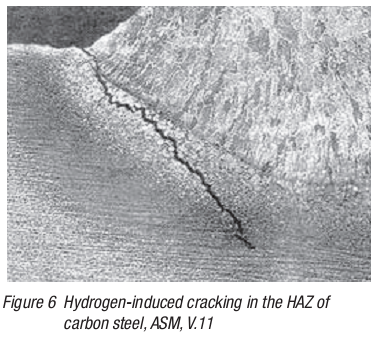 Figure 6 Hydrogen-induced cracking in the HAZ of
carbon steel, ASM, V.11